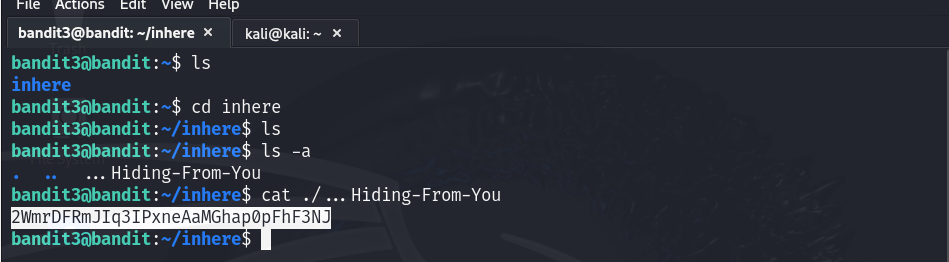 File Actions Edit View Help
bandit3@bandit: ~/inhere × kali@kali: ~ ×
bandit3@bandit:~$ ls
inhere
bandit3@bandit:~$ cd inhere
bandit3@bandit:~/inhere$ ls
bandit3@bandit:~/inhere$ ls -a
. .. ...Hiding-From-You
bandit3@bandit:~/inhere$ cat ./...Hiding-From-You
2WmrDFRmJIq3IPxneAaMGhap0pFhF3NJ
bandit3@bandit:~/inhere$